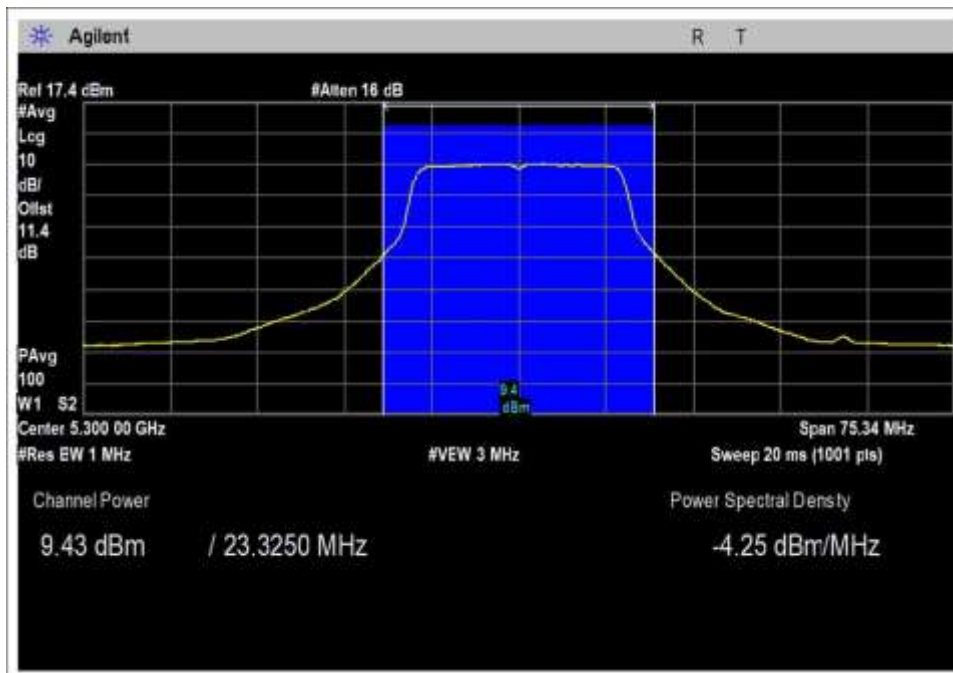 Agilent
R T
Ref 17.4 dBm #Atten 16 dB
#Avg
Log
10
dB/
Offst
11.4
dB
PAvg
100
W1 S2
9.4
dBm
Center 5.300 00 GHz Span 75.34 MHz
#Res BW 1 MHz #VBW 3 MHz Sweep 20 ms (1001 pts)
Channel Power Power Spectral Density
9.43 dBm / 23.3250 MHz -4.25 dBm/MHz